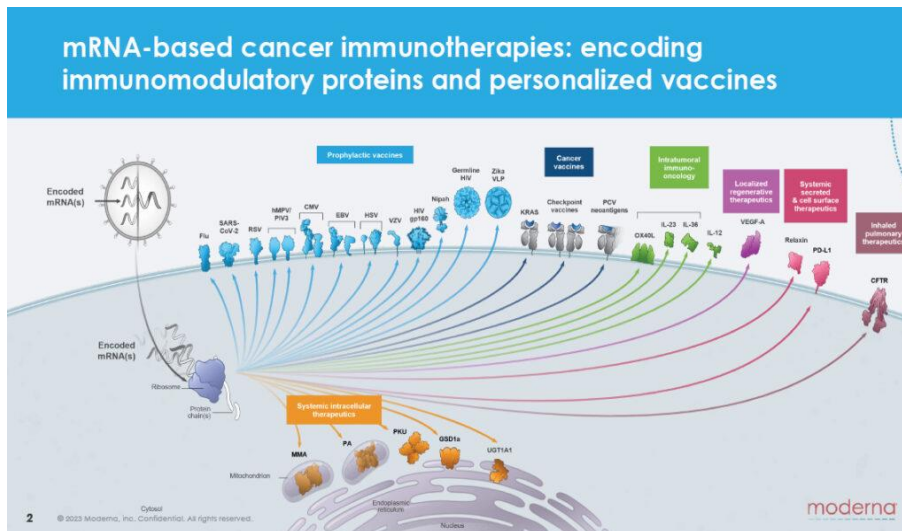 mRNA-based cancer immunotherapies: encoding
immunomodulatory proteins and personalized vaccines
Encoded
mRNA(s)
Prophylactic vaccines
Cancer
vaccines
Intratumoral
immuno-
oncology
Localized
regenerative
therapeutics
Systemic
secreted
& cell surface
therapeutics
Inhaled
pulmonary
therapeutics
Flu
SARS-
CoV-2
RSV
hMPV/
PIV3
CMV
EBV
HSV
VZV
HIV
gp160
Nipah
Germline
HIV
Zika
VLP
KRAS
Checkpoint
vaccines
PCV
neoantigens
OX40L
IL-23
IL-36
IL-12
VEGF-A
Relaxin
PD-L1
CFTR
Encoded
mRNA(s)
Ribosome
Protein
chain(s)
Systemic intracellular
therapeutics
MMA
PA
PKU
GSD1a
UGT1A1
Mitochondrion
Endoplasmic
reticulum
Nucleus
Cytosol
2
© 2023 Moderna, Inc. Confidential. All rights reserved.
moderna